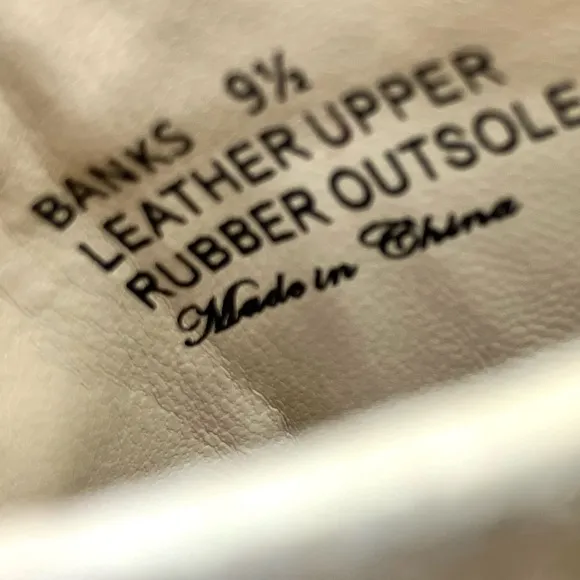 BANKS 9½
LEATHER UPPER
RUBBER OUTSOLE
Made in China